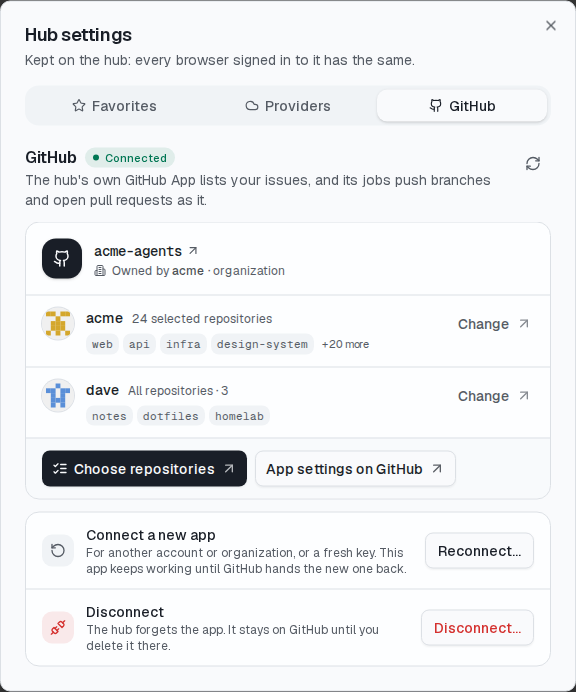 Hub settings
Kept on the hub: every browser signed in to it has the same.
Favorites
Providers
GitHub
GitHub
Connected
The hub's own GitHub App lists your issues, and its jobs push branches
and open pull requests as it.
acme-agents
Owned by acme · organization
acme 24 selected repositories
Change
web api infra design-system +20 more
dave All repositories · 3
Change
notes dotfiles homelab
Choose repositories
App settings on GitHub
Connect a new app
For another account or organization, or a fresh key. This
app keeps working until GitHub hands the new one back.
Reconnect...
Disconnect
The hub forgets the app. It stays on GitHub until you
delete it there.
Disconnect...